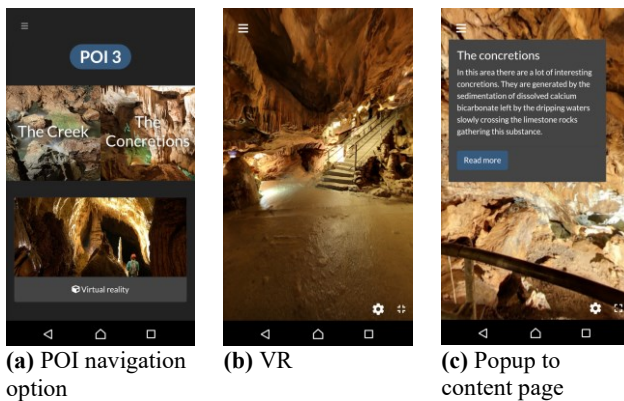 POI 3
The Creek
The
Concretions
Virtual reality
The concretions
In this area there are a lot of interesting
concretions. They are generated by the
sedimentation of dissolved calcium
bicarbonate left by the dripping waters
slowly crossing the limestone rocks
gathering this substance.
Read more
(a) POI navigation
option
(b) VR
(c) Popup to
content page